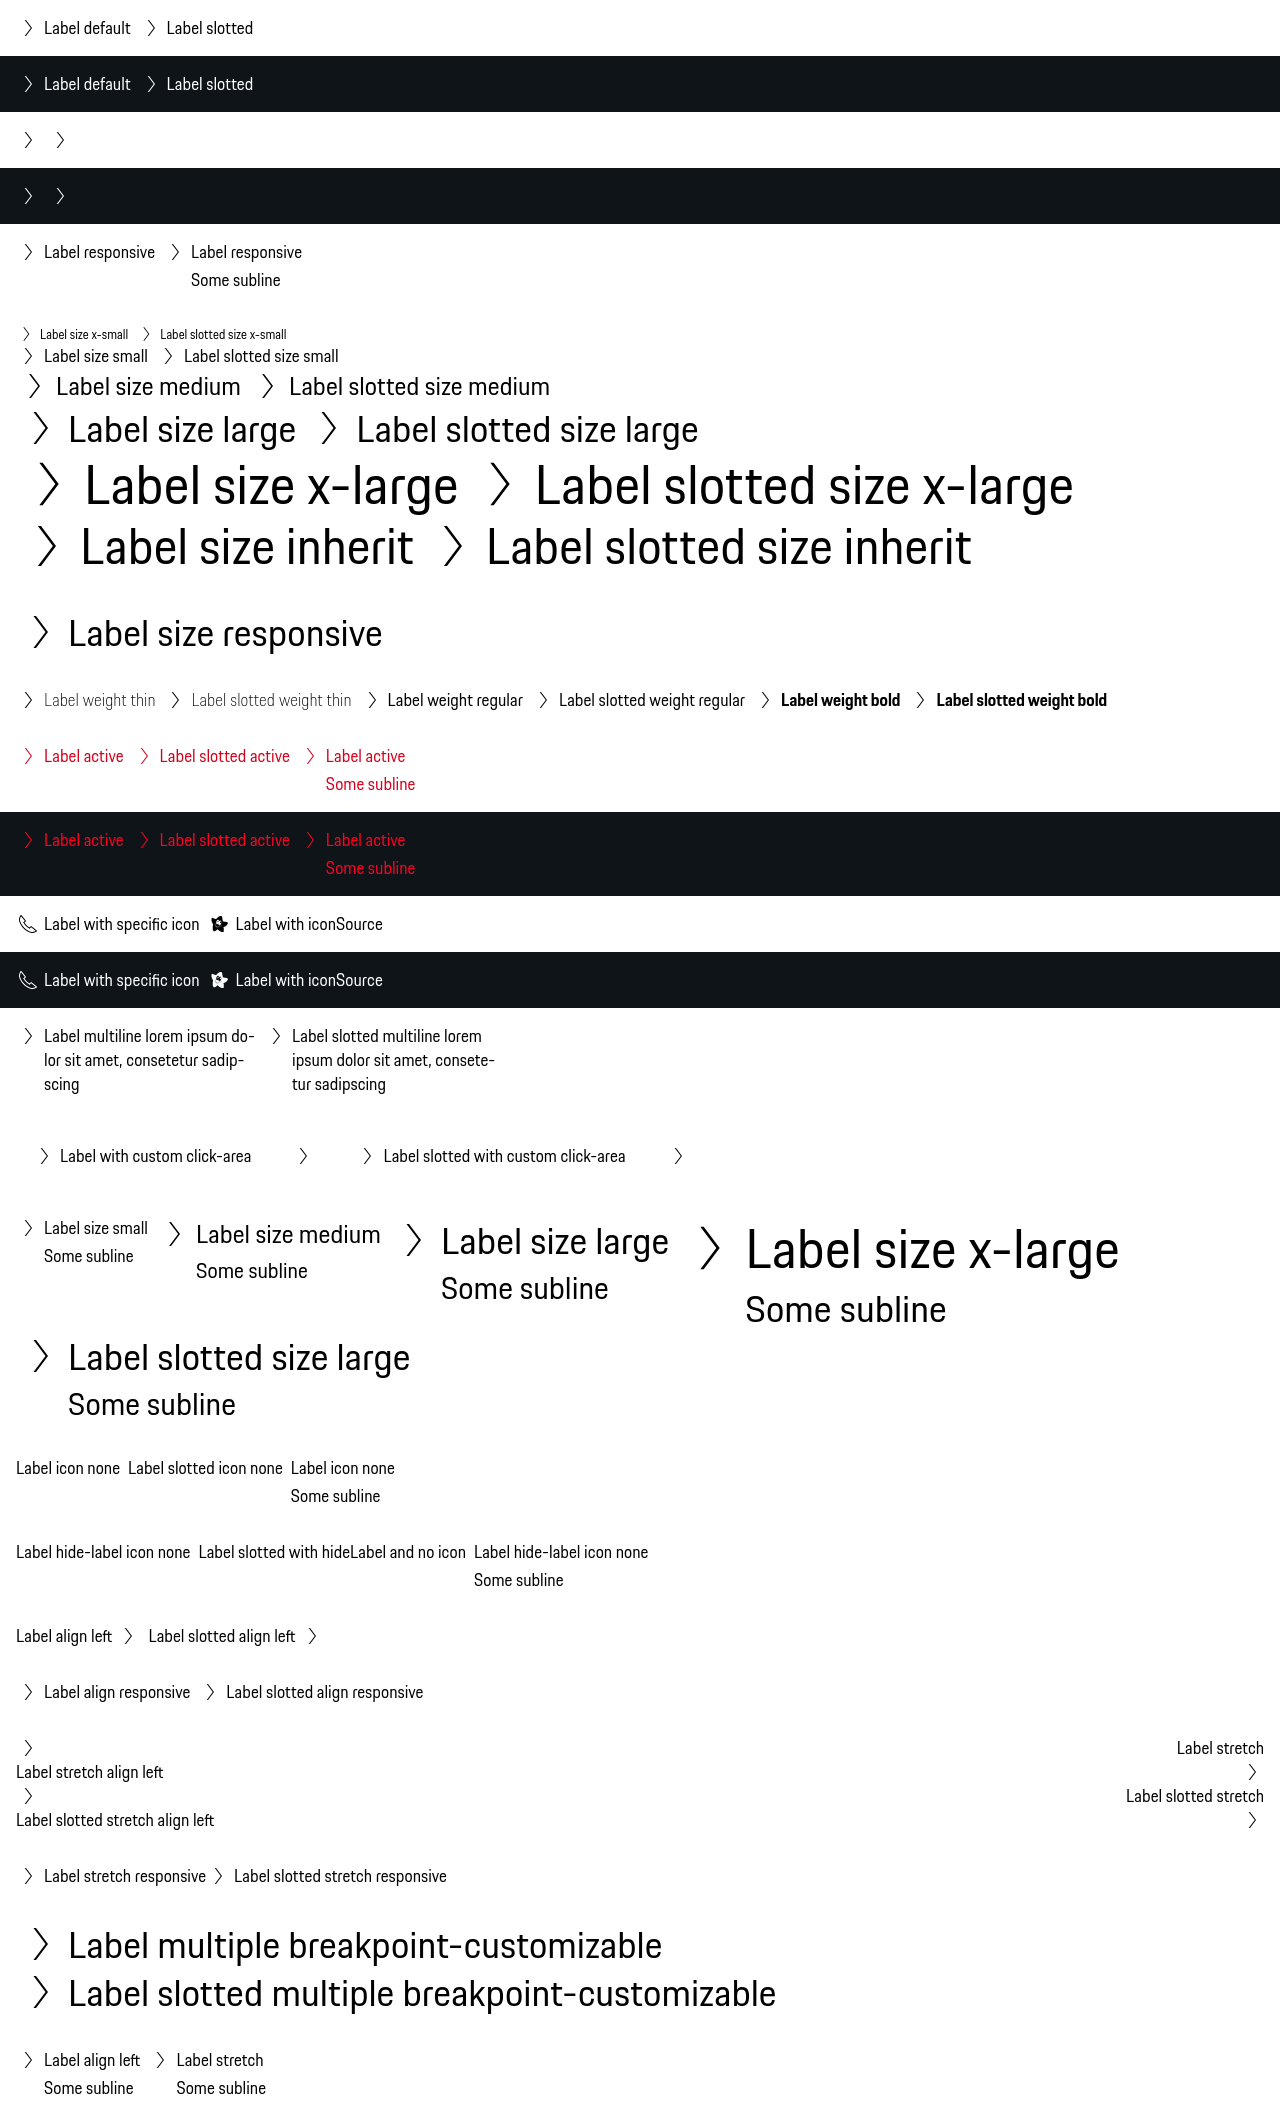 Label default Label slotted
Label default Label slotted
Label responsive Label responsive
Some subline
Label size x-small Label slotted size x-small
Label size small Label slotted size small
Label size medium Label slotted size medium
Label size large Label slotted size large
Label size x-large Label slotted size x-large
Label size inherit Label slotted size inherit
Label size responsive
Label weight thin Label slotted weight thin Label weight regular Label slotted weight regular Label weight bold Label slotted weight bold
Label active Label slotted active Label active
Some subline
Label active Label slotted active Label active
Some subline
Label with specific icon Label with iconSource
Label with specific icon Label with iconSource
Label multiline lorem ipsum do-
lor sit amet, consetetur sadip-
scing
Label slotted multiline lorem
ipsum dolor sit amet, consete-
tur sadipscing
Label with custom click-area Label slotted with custom click-area
Label size small
Some subline
Label size medium
Some subline
Label size large
Some subline
Label size x-large
Some subline
Label slotted size large
Some subline
Label icon none Label slotted icon none Label icon none
Some subline
Label hide-label icon none Label slotted with hideLabel and no icon Label hide-label icon none
Some subline
Label align left Label slotted align left
Label align responsive Label slotted align responsive
Label stretch
Label stretch align left
Label slotted stretch
Label slotted stretch align left
Label stretch responsive Label slotted stretch responsive
Label multiple breakpoint-customizable
Label slotted multiple breakpoint-customizable
Label align left Label stretch
Some subline Some subline